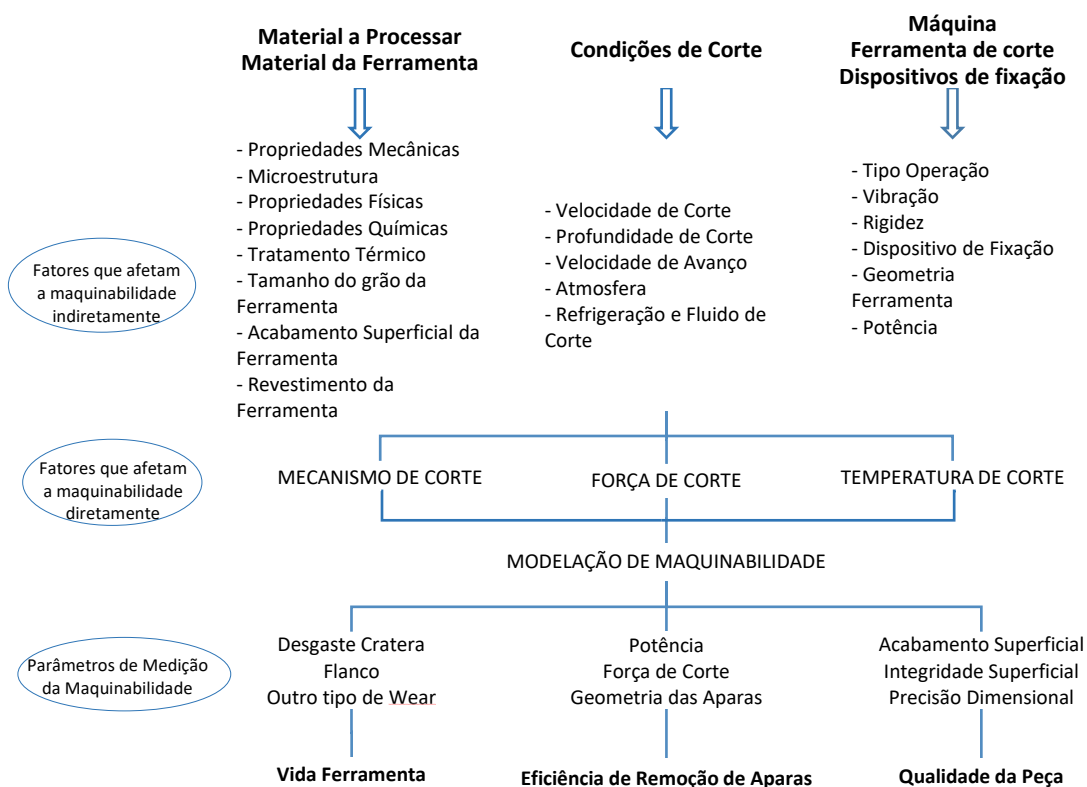 Material a Processar
Material da Ferramenta
Condições de Corte
Máquina
Ferramenta de corte
Dispositivos de fixação
Fatores que afetam
a maquinabilidade
indiretamente
- Propriedades Mecânicas
- Microestrutura
- Propriedades Físicas
- Propriedades Químicas
- Tratamento Térmico
- Tamanho do grão da
Ferramenta
- Acabamento Superficial da
Ferramenta
- Revestimento da
Ferramenta
- Velocidade de Corte
- Profundidade de Corte
- Velocidade de Avanço
- Atmosfera
- Refrigeração e Fluido de
Corte
- Tipo Operação
- Vibração
- Rigidez
- Dispositivo de Fixação
- Geometria
Ferramenta
- Potência
Fatores que afetam
a maquinabilidade
diretamente
MECANISMO DE CORTE
FORÇA DE CORTE
TEMPERATURA DE CORTE
MODELAÇÃO DE MAQUINABILIDADE
Parâmetros de Medição
da Maquinabilidade
Desgaste Cratera
Flanco
Outro tipo de Wear
Potência
Força de Corte
Geometria das Aparas
Acabamento Superficial
Integridade Superficial
Precisão Dimensional
Vida Ferramenta
Eficiência de Remoção de Aparas
Qualidade da Peça